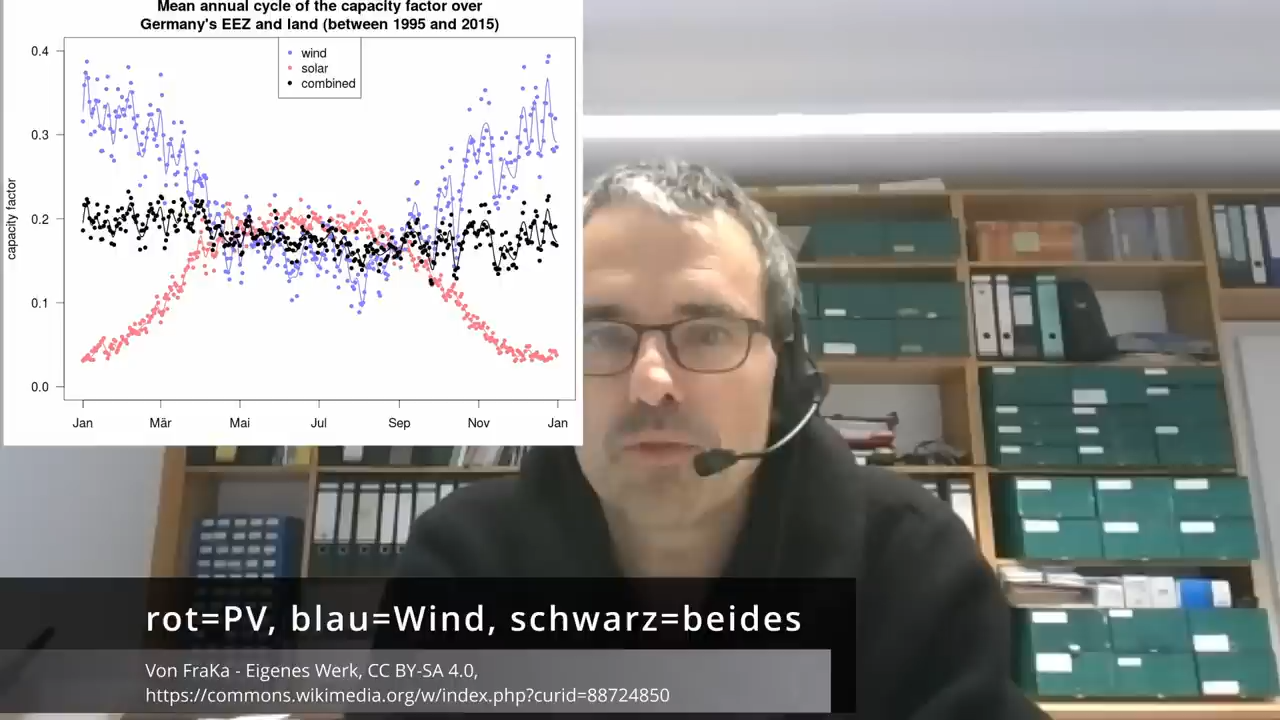 Mean annual cycle of the capacity factor over
Germany's EEZ and land (between 1995 and 2015)
wind
solar
combined
capacity factor
0.4
0.3
0.2
0.1
0.0
Jan Mär Mai Jul Sep Nov Jan
rot=PV, blau=Wind, schwarz=beides
Von FraKa - Eigenes Werk, CC BY-SA 4.0,
https://commons.wikimedia.org/w/index.php?curid=88724850